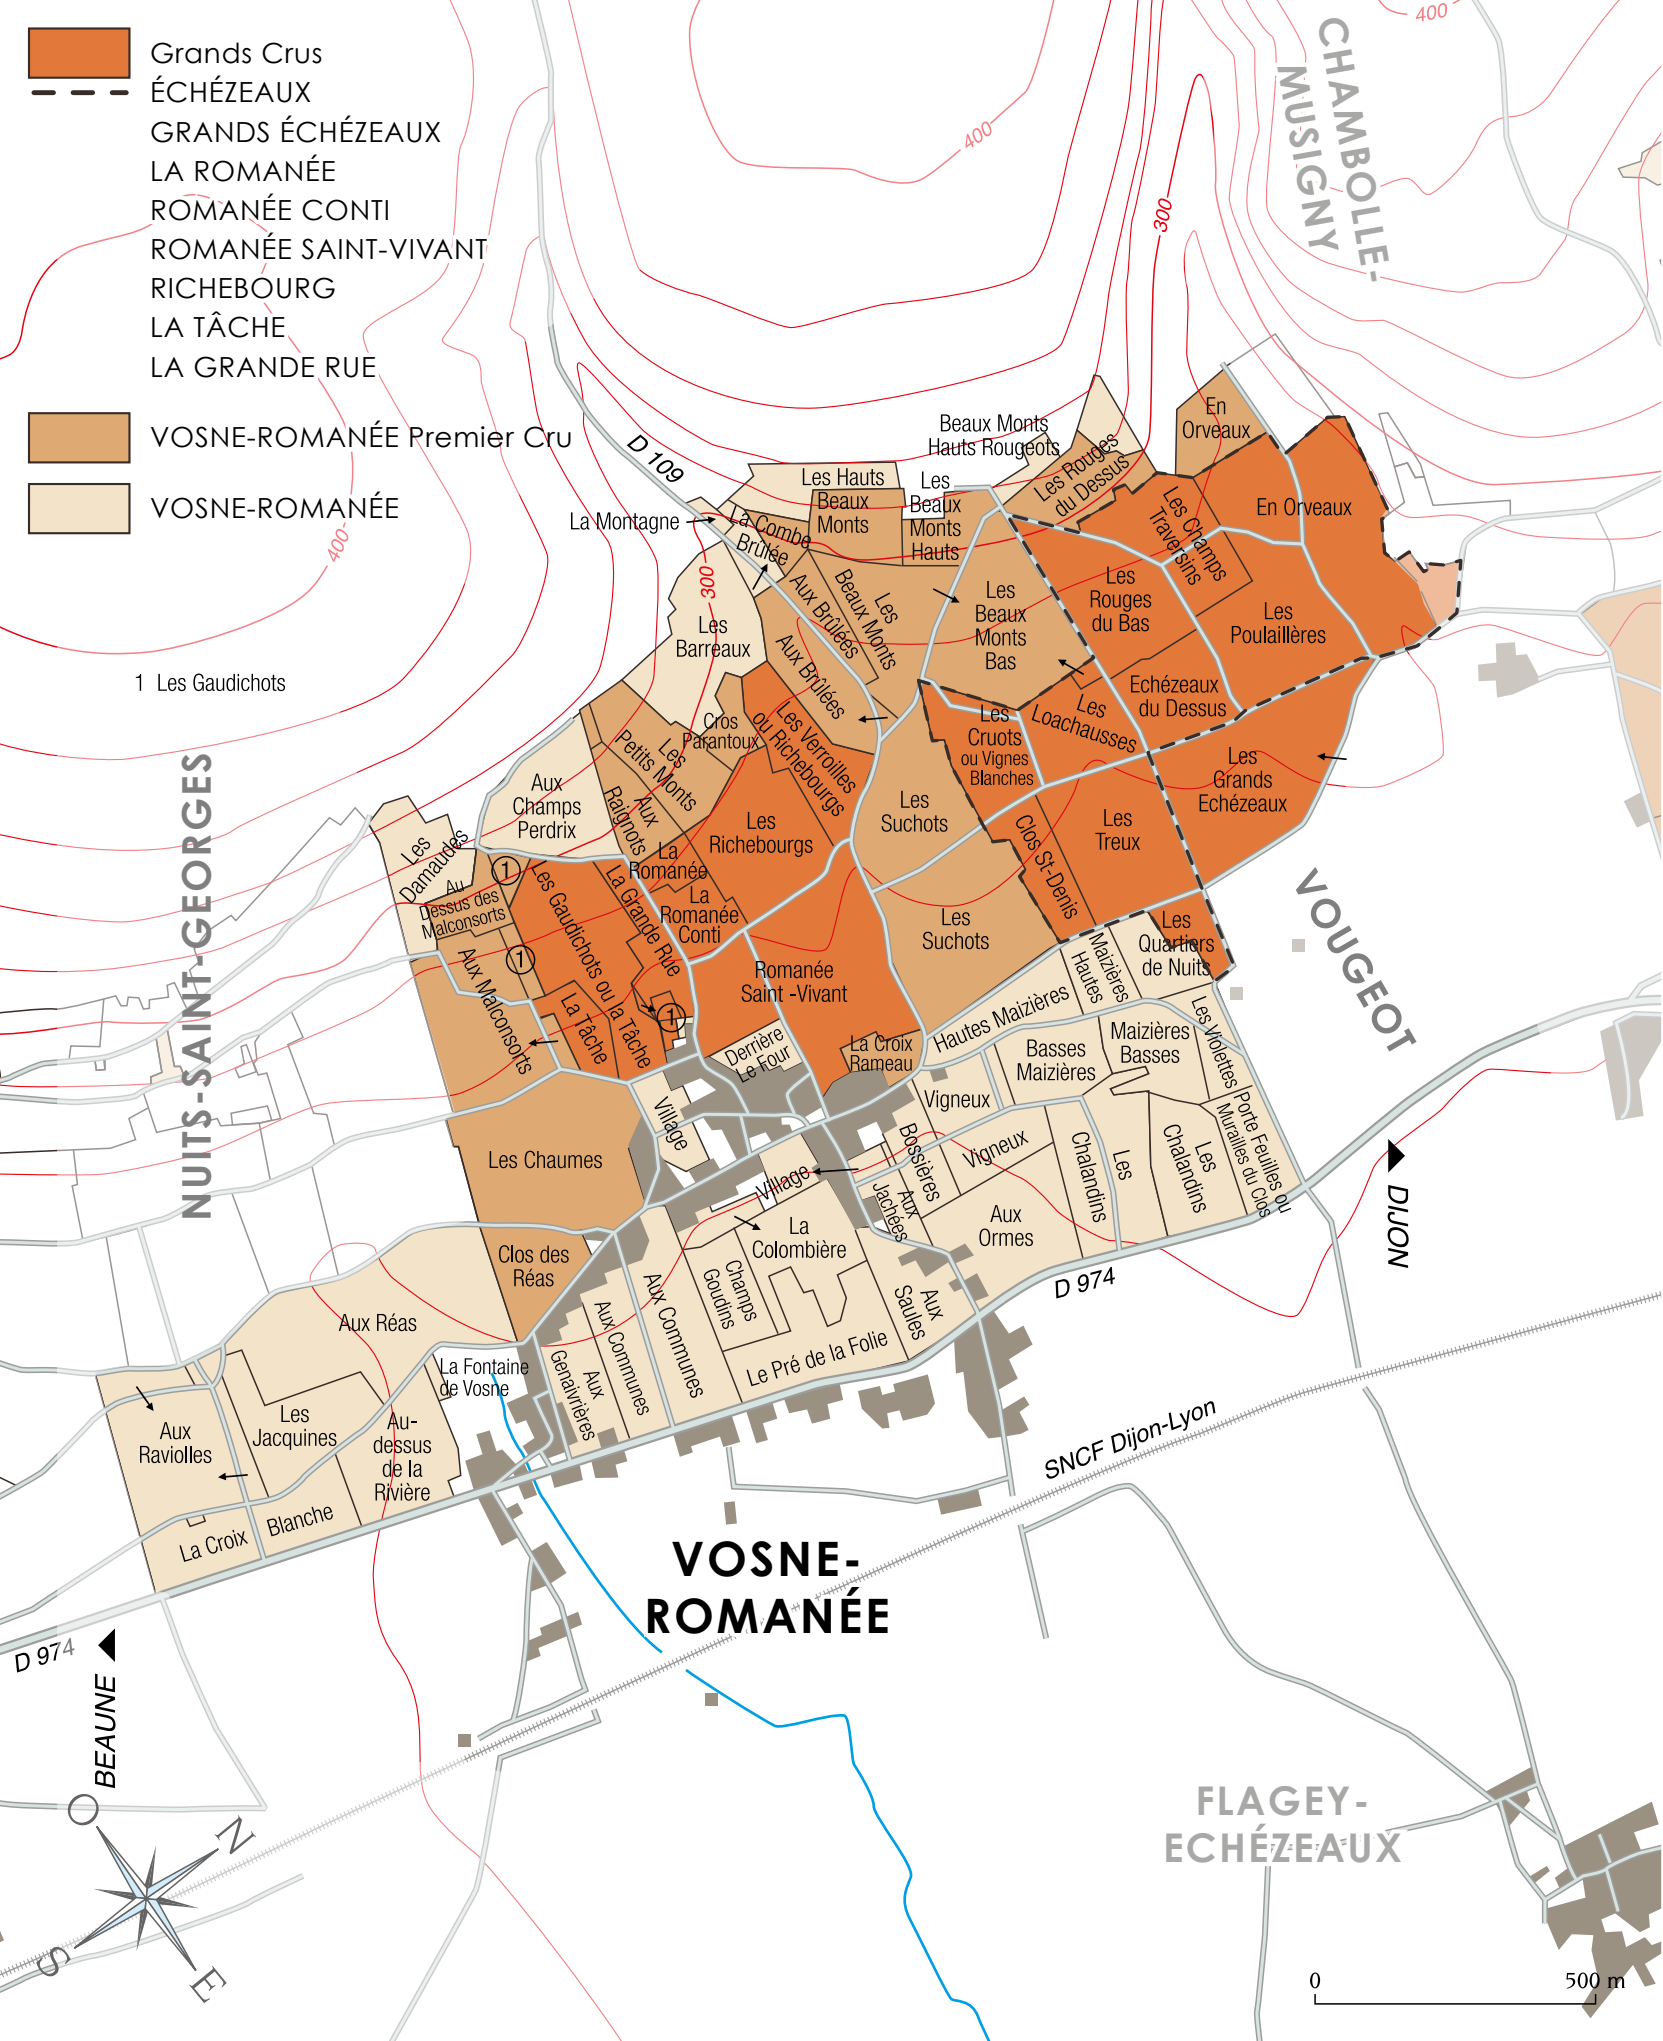 Grands Crus
ÉCHÉZEAUX
GRANDS ÉCHÉZEAUX
LA ROMANÉE
ROMANÉE CONTI
ROMANÉE SAINT-VIVANT
RICHEBOURG
LA TÂCHE
LA GRANDE RUE
VOSNE-ROMANÉE Premier Cru
VOSNE-ROMANÉE
1 Les Gaudichots
400
400
400
300
300
CHAMBOLLE-
MUSIGNY
NUITS-SAINT-GEORGES
VOUGEOT
D 109
La Montagne
Beaux Monts
Hauts Rougeots
Les Hauts
Beaux
Monts
Les
Beaux
Monts
Hauts
La Combe
Brûlée
Les Rouges
du Dessus
En
Orveaux
En Orveaux
Les Champs
Traversins
Les
Rouges
du Bas
Les
Poulaillères
Echézeaux
du Dessus
Les
Loachausses
Les
Cruots
ou Vignes
Blanches
Les
Beaux
Monts
Bas
Les
Beaux Monts
Aux Brûlées
Aux Brûlées
Les
Barreaux
Cros
Parantoux
Les
Petits Monts
Les Verroilles
ou Richebourgs
Aux
Champs
Perdrix
Aux
Raignots
Les
Richebourgs
Les
Suchots
Les
Suchots
Clos St-Denis
Les
Treux
Les
Grands
Echézeaux
Les
Quartiers
de Nuits
Les
Damaudes
Au
Dessus des
Malconsorts
1
1
1
Aux Malconsorts
Les Gaudichots ou la Tâche
La Tâche
La Grande Rue
La
Romanée
La
Romanée
Conti
Romanée
Saint -Vivant
Derrière
Le Four
La Croix
Rameau
Hautes Maizières
Maizières
Hautes
Basses
Maizières
Maizières
Basses
Les Violettes
Porte Feuilles ou
Murailles du Clos
Vigneux
Vigneux
Bossières
Aux
Jachées
Aux
Ormes
Les
Chalandins
Les
Chalandins
Village
Village
Les Chaumes
Clos des
Réas
La
Colombière
Champs
Goudins
Aux
Saules
Le Pré de la Folie
Aux Communes
Aux Communes
Aux
Genaivrières
Aux Réas
La Fontaine
de Vosne
Aux
Raviolles
Les
Jacquines
Au-
dessus
de la
Rivière
La Croix
Blanche
D 974
D 974
DIJON
BEAUNE
SNCF Dijon-Lyon
VOSNE-
ROMANÉE
FLAGEY-
ECHÉZEAUX
O
N
S
E
0
500 m